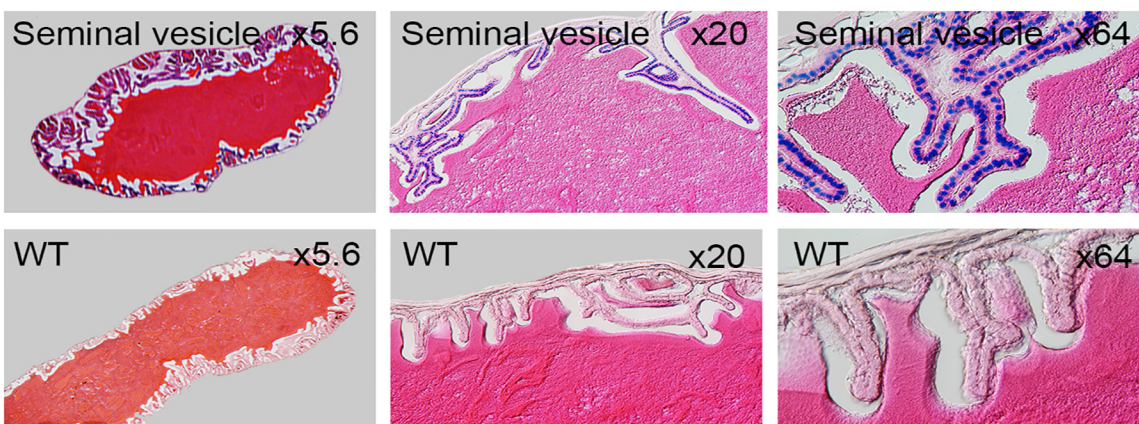 Seminal vesicle x5.6
Seminal vesicle x20
Seminal vesicle x64
WT x5.6
WT x20
WT x64